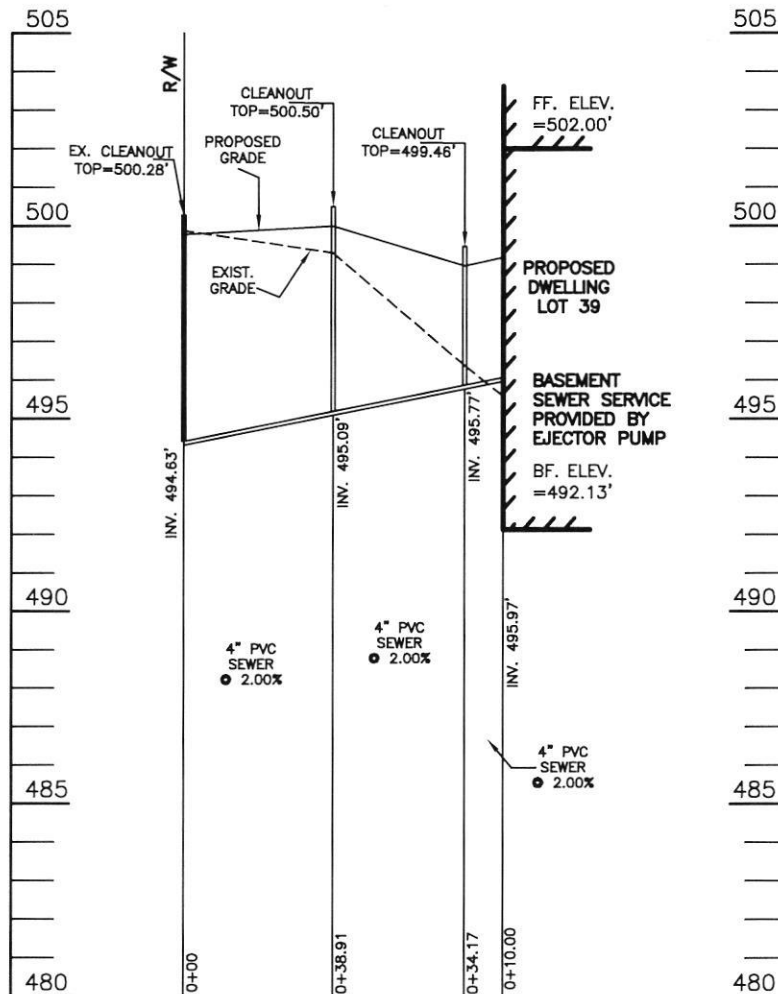 505
505
R/W
CLEANOUT
TOP=500.50'
FF. ELEV.
=502.00'
PROPOSED
GRADE
CLEANOUT
TOP=499.46'
EX. CLEANOUT
TOP=500.28'
500
500
EXIST.
GRADE
PROPOSED
DWELLING
LOT 39
BASEMENT
SEWER SERVICE
PROVIDED BY
EJECTOR PUMP
495
495
BF. ELEV.
=492.13'
INV. 494.63'
INV. 495.09'
INV. 495.77'
INV. 495.97'
490
490
4" PVC
SEWER
@ 2.00%
4" PVC
SEWER
@ 2.00%
4" PVC
SEWER
@ 2.00%
485
485
0+00
0+38.91
0+34.17
0+10.00
480
480